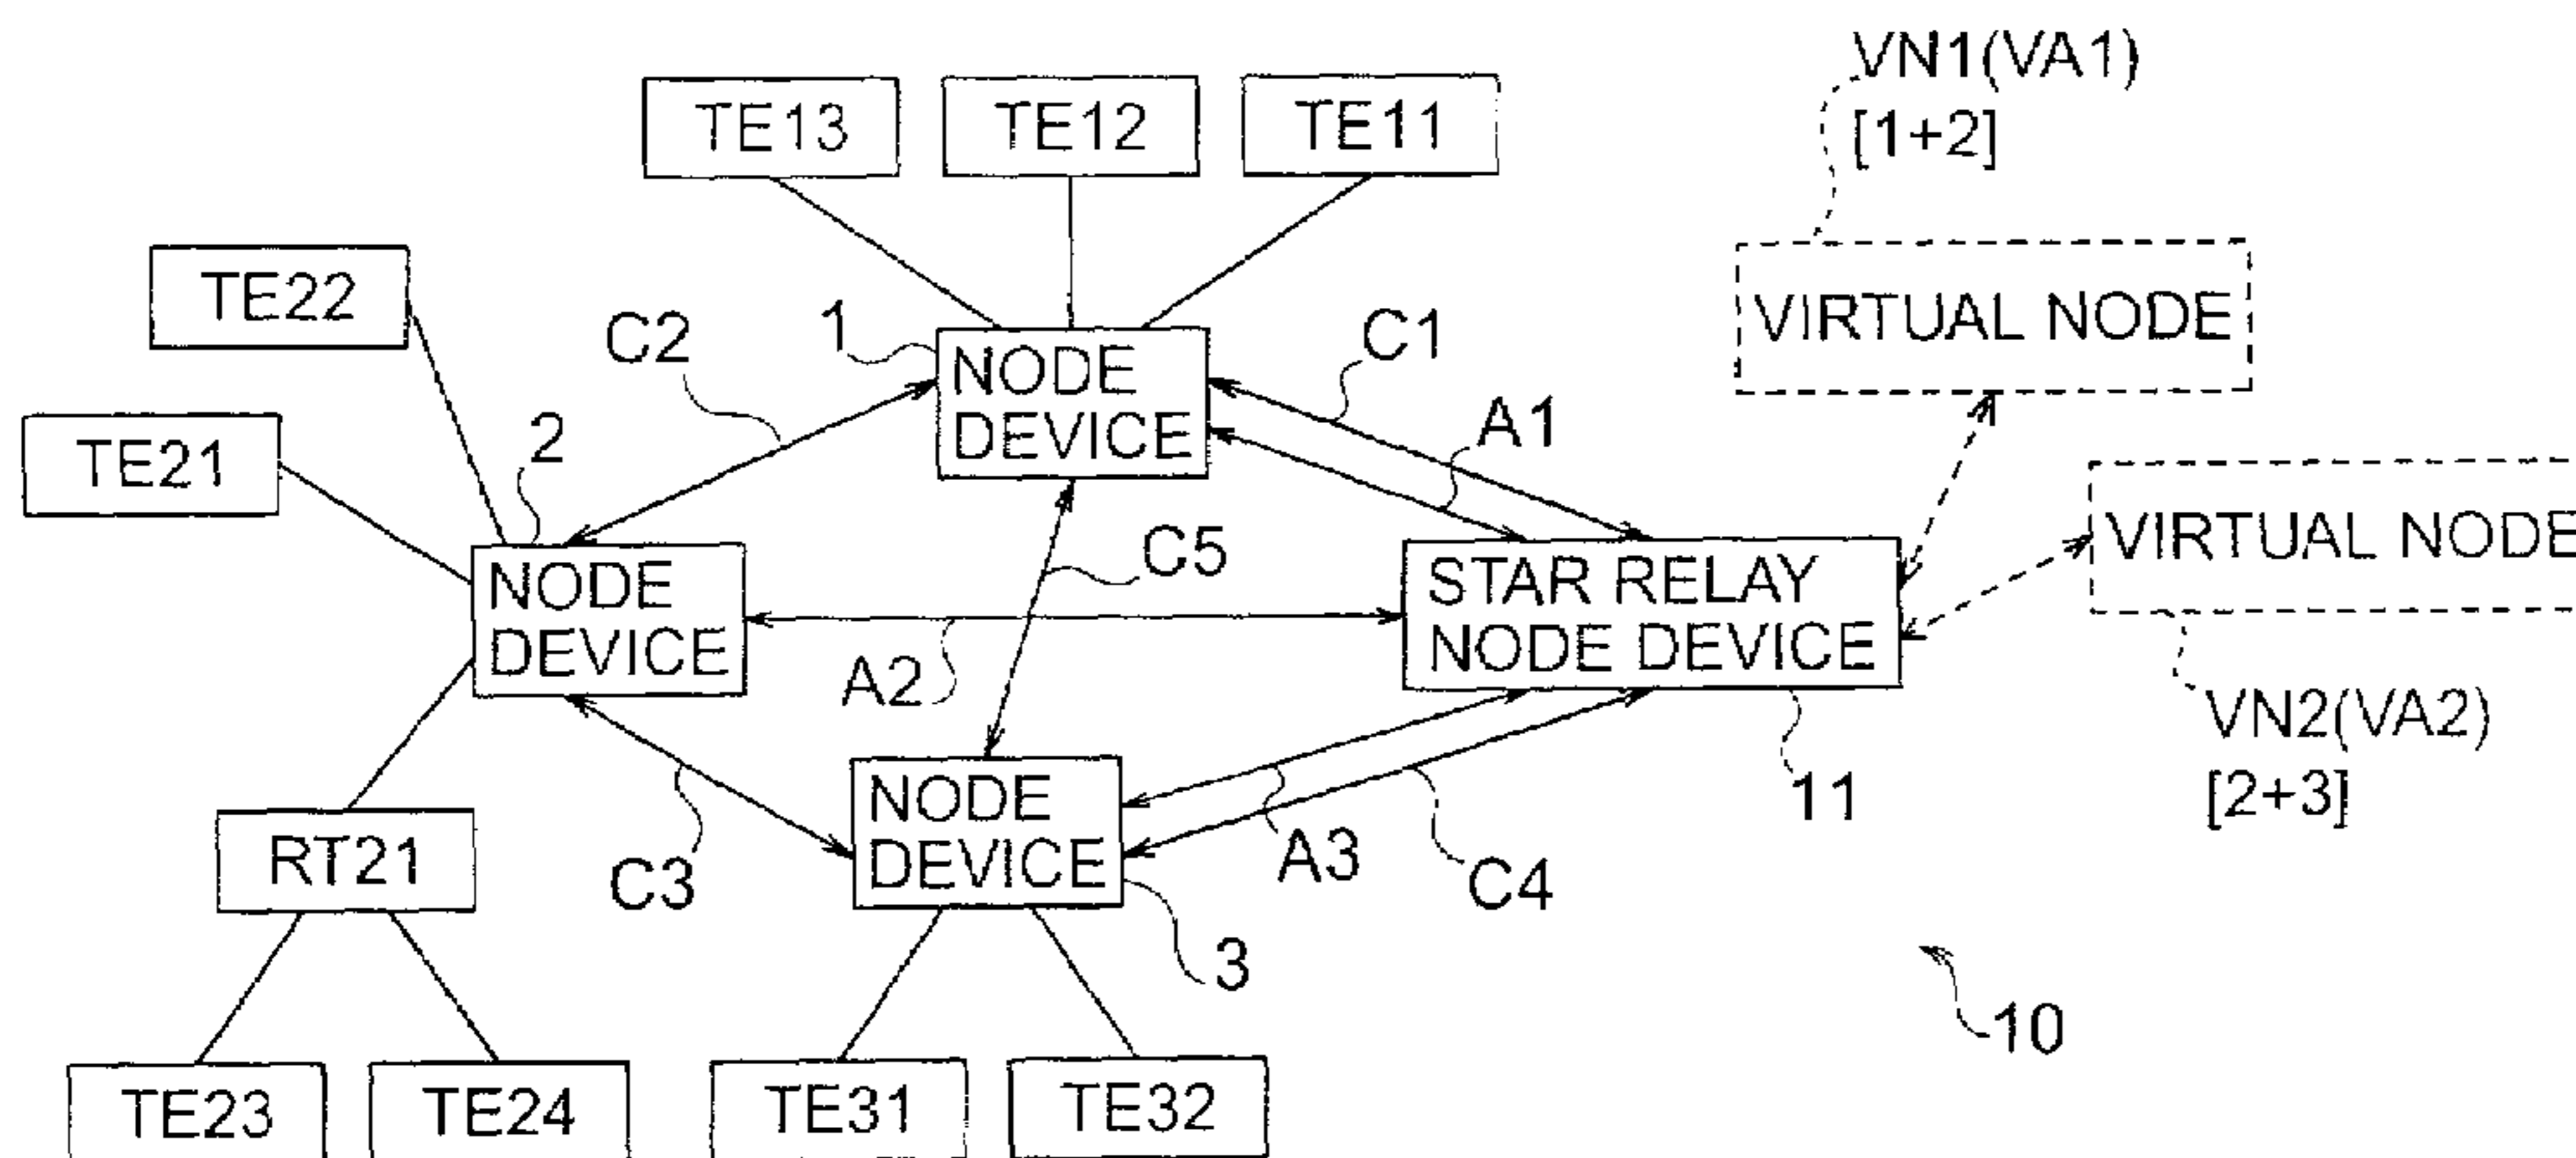 VN1(VA1)
[1+2]
TE13
TE12
TE11
TE22
VIRTUAL NODE
C2
1
NODE
DEVICE
C1
A1
TE21
2
C5
VIRTUAL NODE
NODE
DEVICE
STAR RELAY
NODE DEVICE
A2
VN2(VA2)
[2+3]
11
NODE
DEVICE
RT21
C3
A3
C4
3
10
TE23
TE24
TE31
TE32